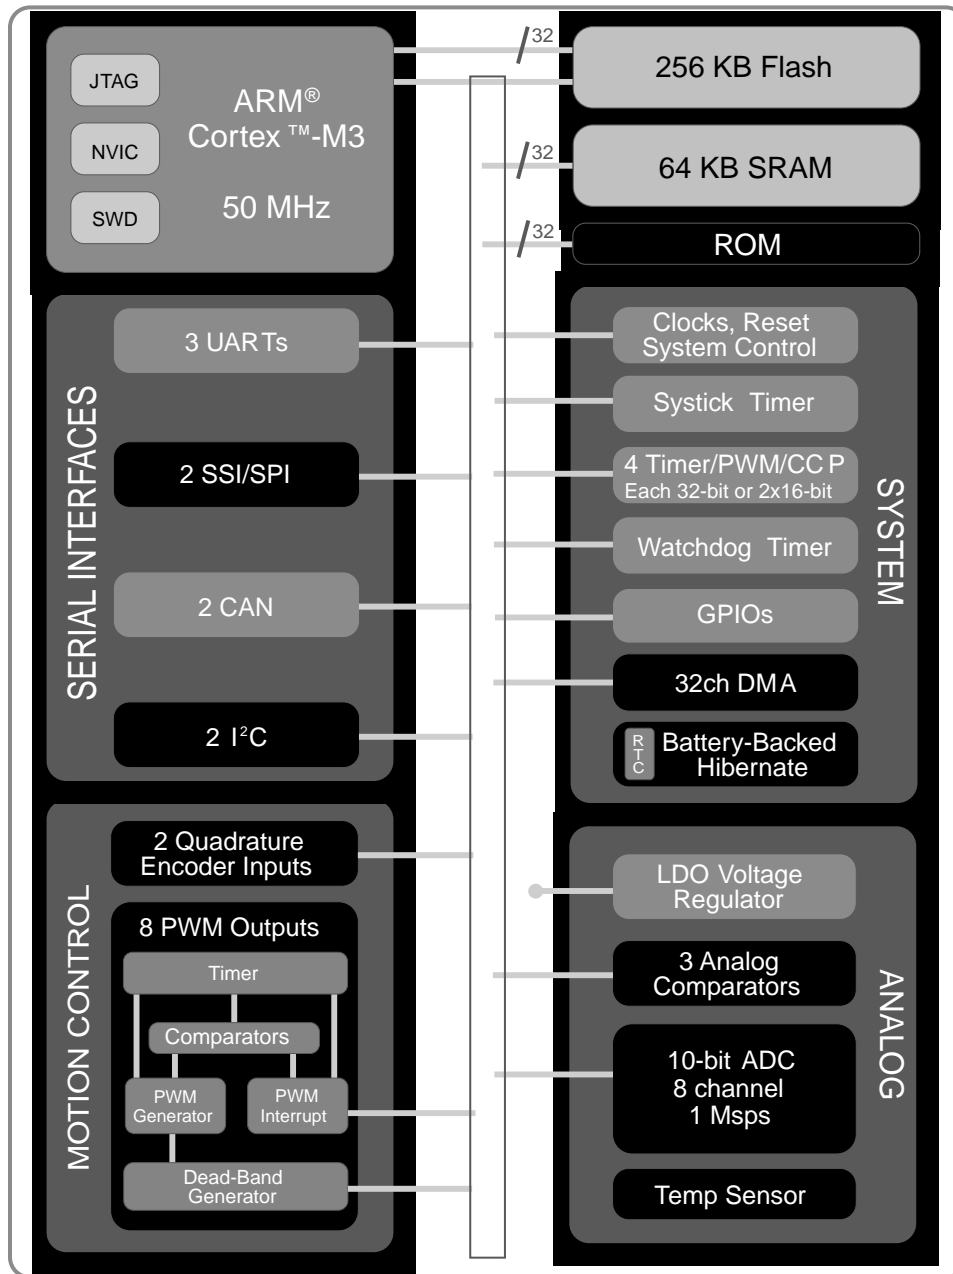 JTAG
NVIC
SWD
ARM®
Cortex™-M3
50 MHz
32
256 KB Flash
32
64 KB SRAM
32
ROM
SERIAL INTERFACES
3 UARTs
2 SSI/SPI
2 CAN
2 I²C
SYSTEM
Clocks, Reset
System Control
Systick Timer
4 Timer/PWM/CCP
Each 32-bit or 2x16-bit
Watchdog Timer
GPIOs
32ch DMA
RTC
Battery-Backed
Hibernate
MOTION CONTROL
2 Quadrature
Encoder Inputs
8 PWM Outputs
Timer
Comparators
PWM
Generator
PWM
Interrupt
Dead-Band
Generator
ANALOG
LDO Voltage
Regulator
3 Analog
Comparators
10-bit ADC
8 channel
1 Msps
Temp Sensor